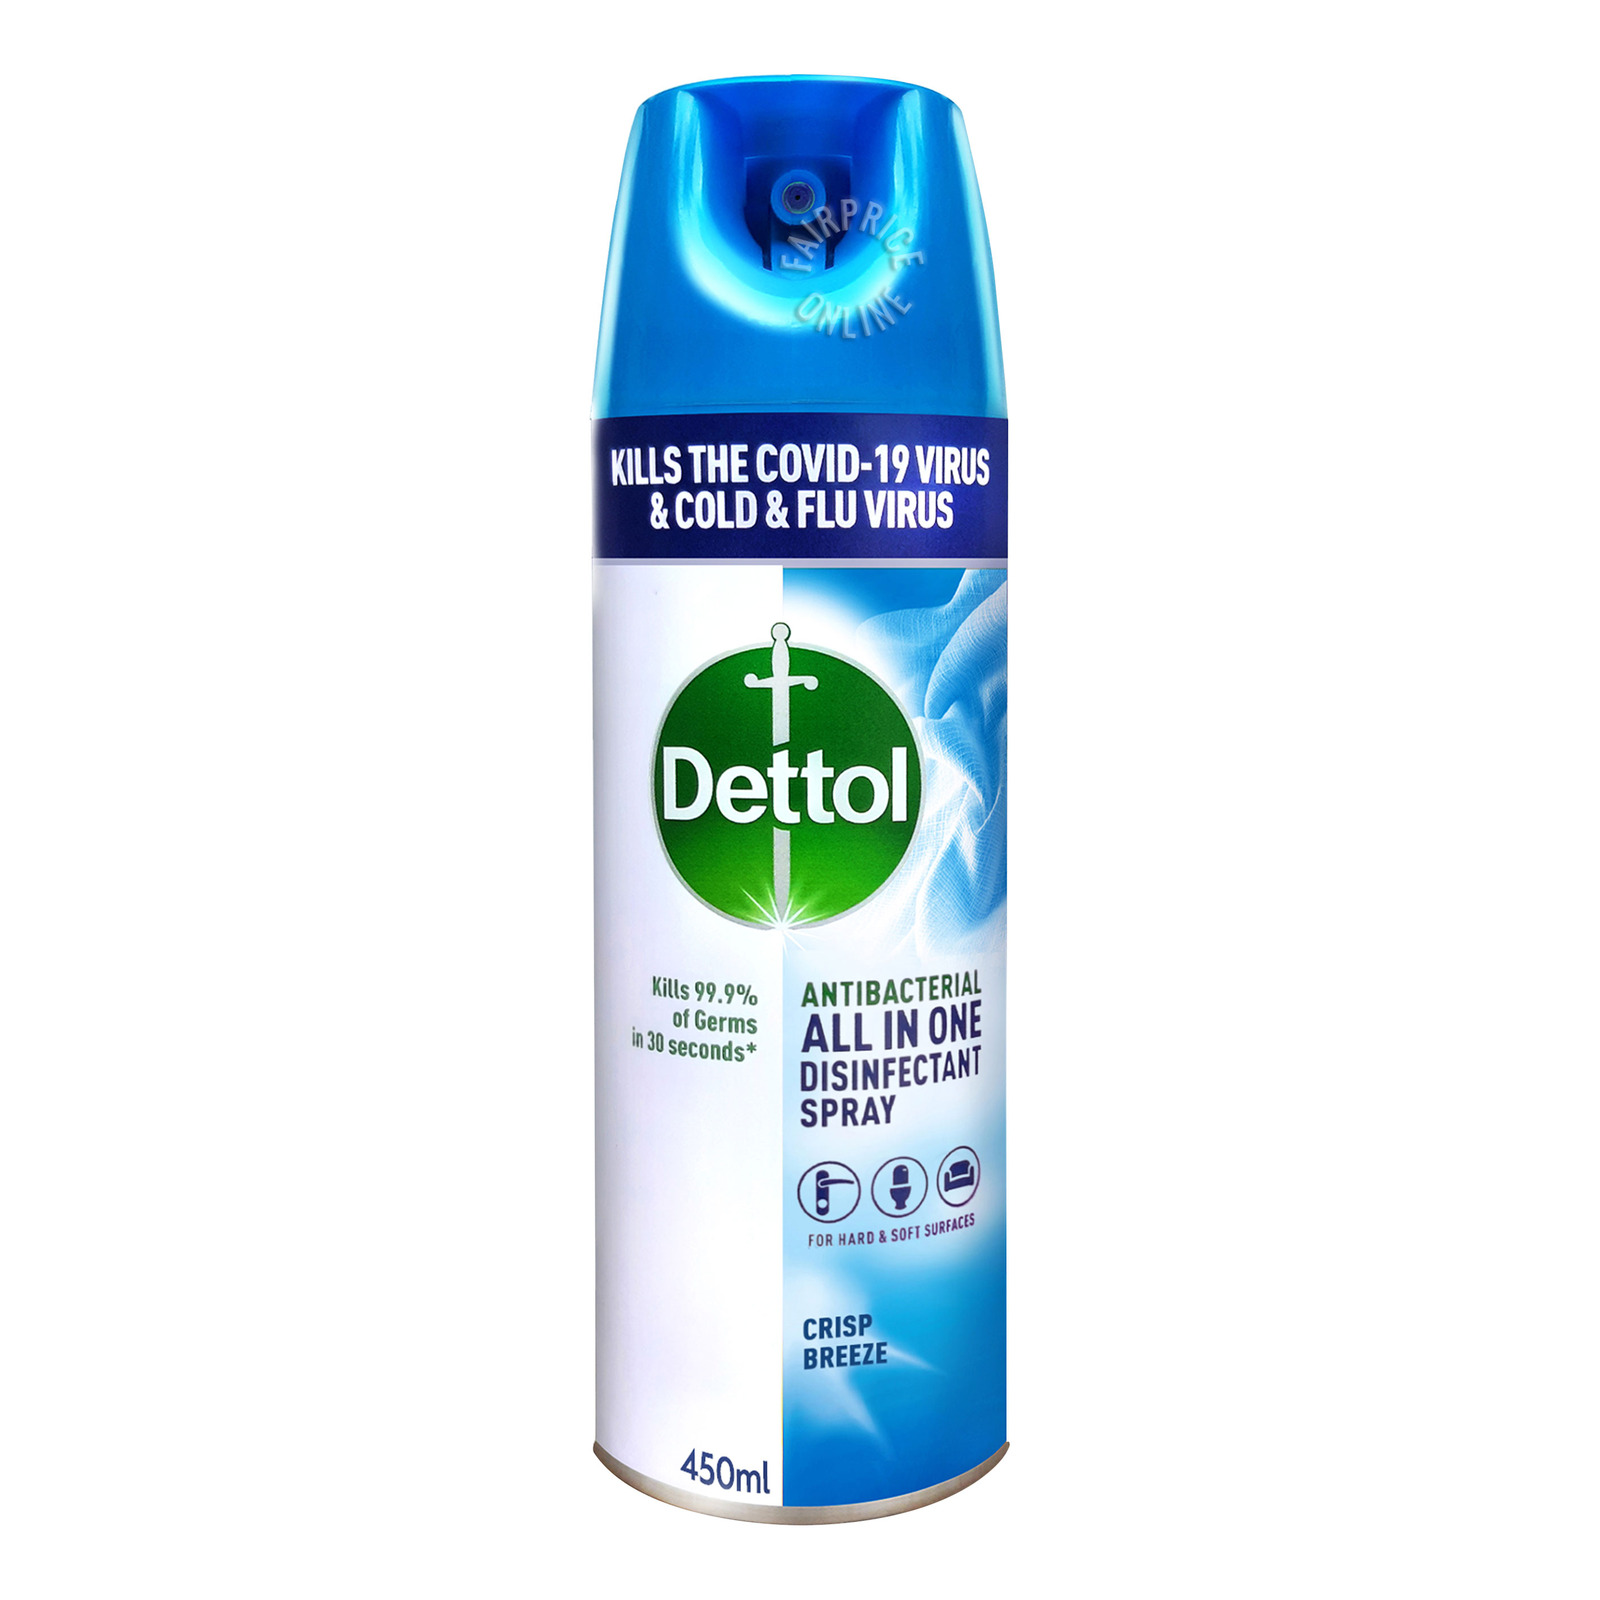 FAIRPRICE
ONLINE
KILLS THE COVID-19 VIRUS
& COLD & FLU VIRUS
Dettol
Kills 99.9%
of Germs
in 30 seconds*
ANTIBACTERIAL
ALL IN ONE
DISINFECTANT
SPRAY
FOR HARD & SOFT SURFACES
CRISP
BREEZE
450ml